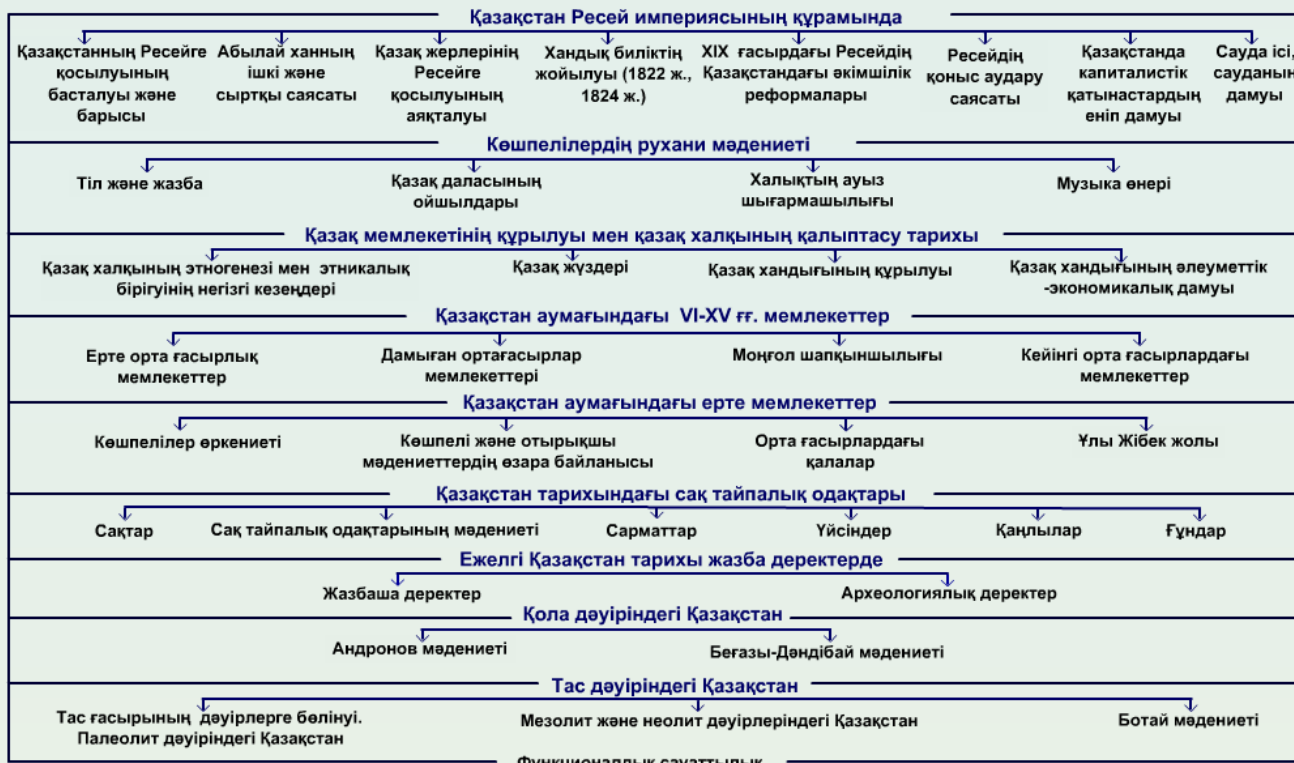 Қазақстан Ресей империясының құрамында
Қазақстанның Ресейге
қосылуының
басталуы және
барысы
Абылай ханның
ішкі және
сыртқы саясаты
Қазақ жерлерінің
Ресейге
қосылуының
аяқталуы
Хандық биліктің
жойылуы (1822 ж.,
1824 ж.)
XIX ғасырдағы Ресейдің
Қазақстандағы әкімшілік
реформалары
Ресейдің
қоныс аудару
саясаты
Қазақстанда
капиталистік
қатынастардың
еніп дамуы
Сауда ісі,
сауданың
дамуы
Көшпелілердің рухани мәдениеті
Тіл және жазба
Қазақ даласының
ойшылдары
Халықтың ауыз
шығармашылығы
Музыка өнері
Қазақ мемлекетінің құрылуы мен қазақ халқының қалыптасу тарихы
Қазақ халқының этногенезі мен этникалық
бірігуінің негізгі кезеңдері
Қазақ жүздері
Қазақ хандығының құрылуы
Қазақ хандығының әлеуметтік
-экономикалық дамуы
Қазақстан аумағындағы VI-XV ғғ. мемлекеттер
Ерте орта ғасырлық
мемлекеттер
Дамыған ортағасырлар
мемлекеттері
Моңғол шапқыншылығы
Кейінгі орта ғасырлардағы
мемлекеттер
Қазақстан аумағындағы ерте мемлекеттер
Көшпелілер өркениеті
Көшпелі және отырықшы
мәдениеттердің өзара байланысы
Орта ғасырлардағы
қалалар
Ұлы Жібек жолы
Қазақстан тарихындағы сақ тайпалық одақтары
Сақтар
Сақ тайпалық одақтарының мәдениеті
Сарматтар
Үйсіндер
Қаңлылар
Ғұндар
Ежелгі Қазақстан тарихы жазба деректерде
Жазбаша деректер
Археологиялық деректер
Қола дәуіріндегі Қазақстан
Андронов мәдениеті
Беғазы-Дәндібай мәдениеті
Тас дәуіріндегі Қазақстан
Тас ғасырының дәуірлерге бөлінуі.
Палеолит дәуіріндегі Қазақстан
Мезолит және неолит дәуірлеріндегі Қазақстан
Ботай мәдениеті
Функционалдық сауаттылық